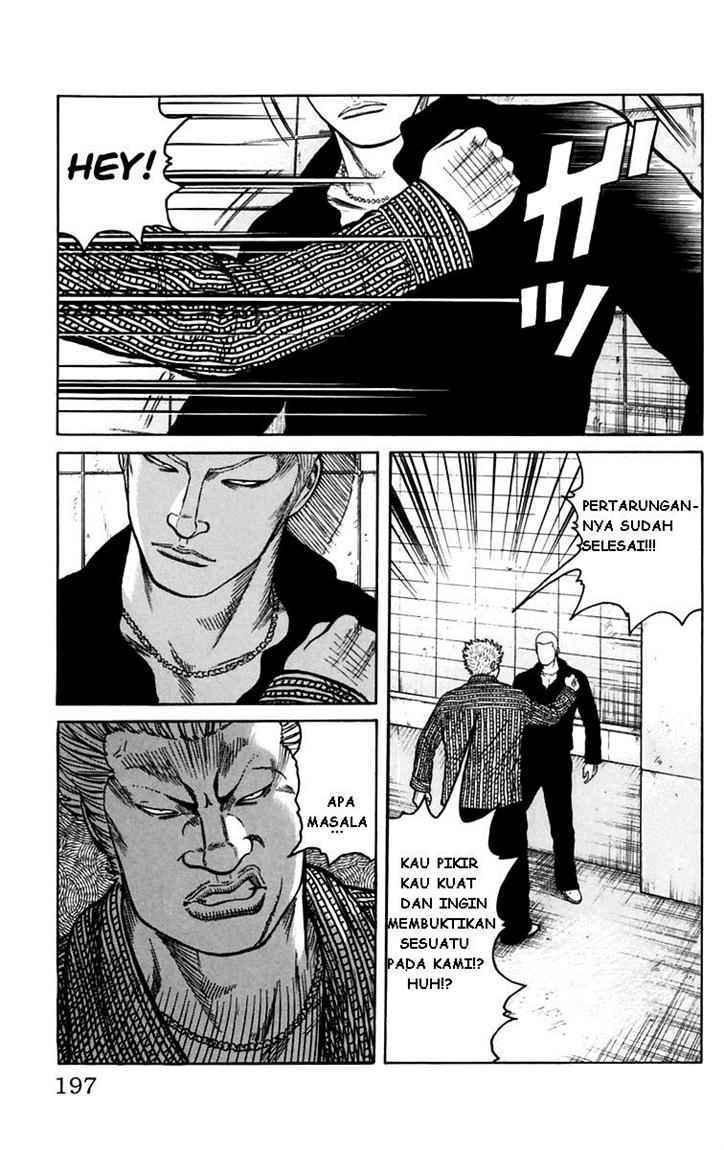 HEY!
ガッ
PERTARUNGAN-
NYA SUDAH
SELESAI!!!
KAU PIKIR
KAU KUAT
DAN INGIN
MEMBUKTIKAN
SESUATU
PADA KAMI!?
HUH!?
APA
MASALA
...
197